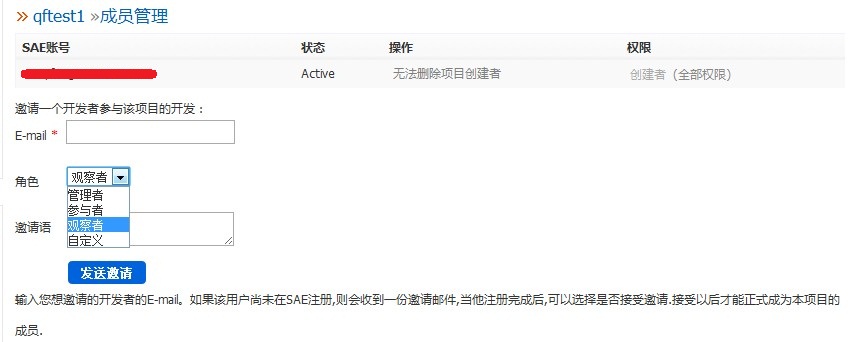 qftest1 »成员管理
SAE账号 状态 操作 权限
Active 无法删除项目创建者 创建者（全部权限）
邀请一个开发者参与该项目的开发：
E-mail *
角色 观察者
管理者
参与者
观察者
自定义
邀请语
发送邀请
输入您想邀请的开发者的E-mail。如果该用户尚未在SAE注册,则会收到一份邀请邮件,当他注册完成后,可以选择是否接受邀请.接受以后才能正式成为本项目的
成员.